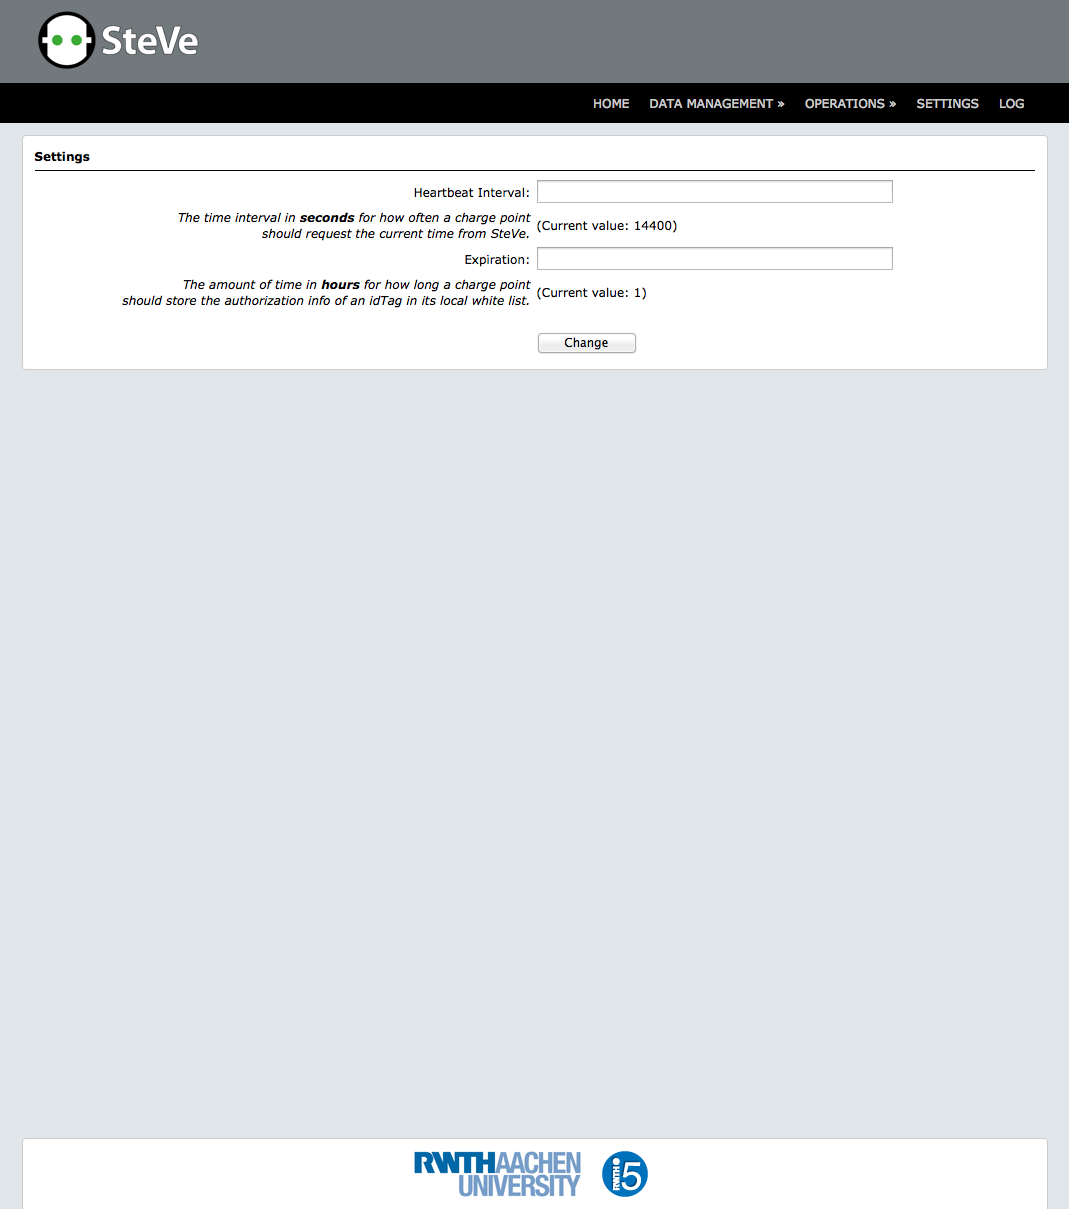 SteVe
HOME DATA MANAGEMENT » OPERATIONS » SETTINGS LOG
Settings
Heartbeat Interval:
The time interval in seconds for how often a charge point
should request the current time from SteVe.
(Current value: 14400)
Expiration:
The amount of time in hours for how long a charge point
should store the authorization info of an idTag in its local white list.
(Current value: 1)
Change
RWTHAACHEN
UNIVERSITY
RWTH i5